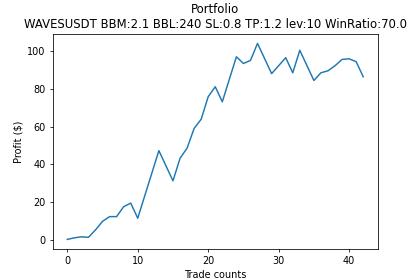 Portfolio
WAVESUSDT BBM:2.1 BBL:240 SL:0.8 TP:1.2 lev:10 WinRatio:70.0
100
80
60
40
20
0
Profit ($)
0 10 20 30 40
Trade counts